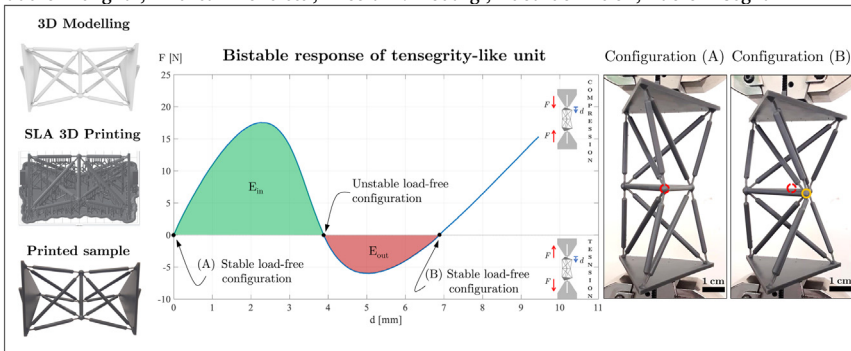 3D Modelling
SLA 3D Printing
Printed sample
Bistable response of tensegrity-like unit
F [N]
25
20
15
10
5
0
-5
-10
0
1
2
3
4
5
6
7
8
9
10
11
d [mm]
E_in
E_out
Unstable load-free
configuration
(A) Stable load-free
configuration
(B) Stable load-free
configuration
F
d
F
COMPRESSION
F
d
F
TESNSION
Configuration (A)
Configuration (B)
1 cm
1 cm